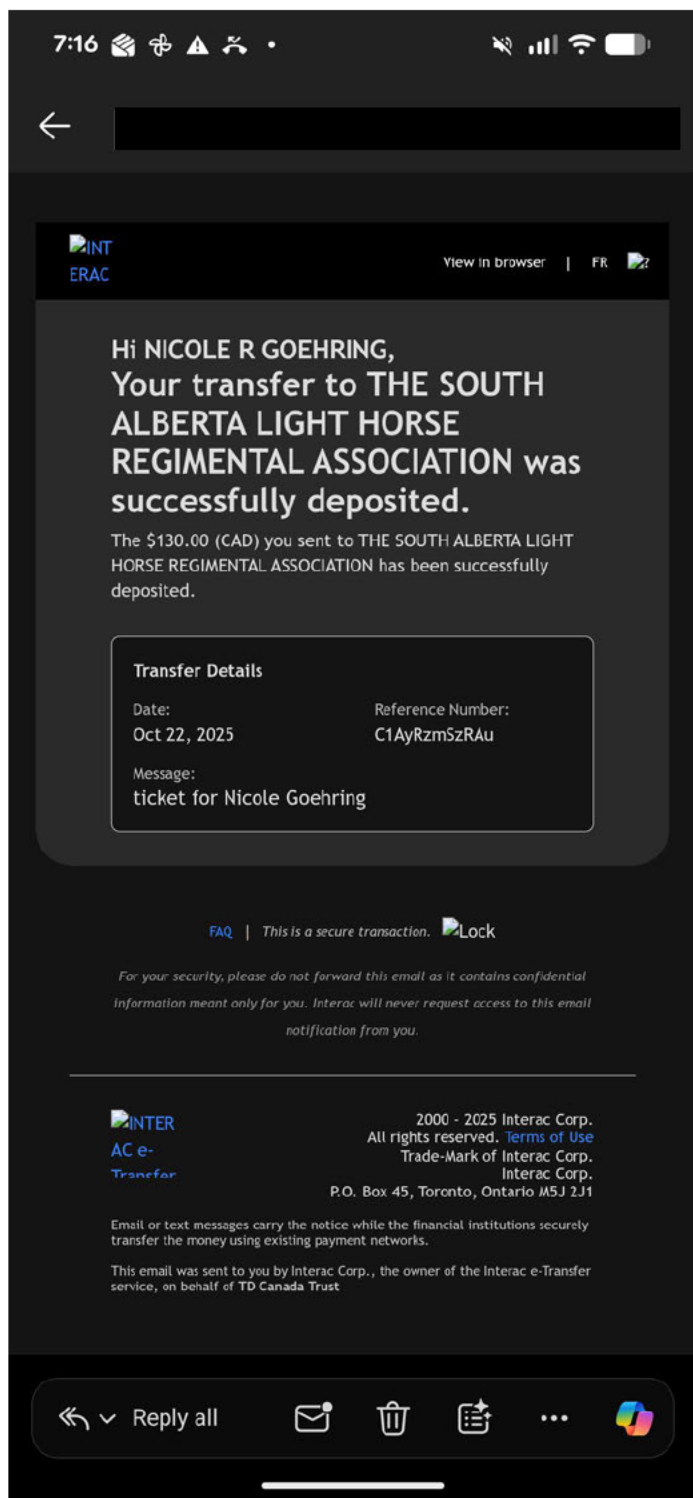 7:16
INT
ERAC
View in browser | FR ?
Hi NICOLE R GOEHRING,
Your transfer to THE SOUTH
ALBERTA LIGHT HORSE
REGIMENTAL ASSOCIATION was
successfully deposited.
The $130.00 (CAD) you sent to THE SOUTH ALBERTA LIGHT
HORSE REGIMENTAL ASSOCIATION has been successfully
deposited.
Transfer Details
Date: Reference Number:
Oct 22, 2025 C1AyRzmSzRAu
Message:
ticket for Nicole Goehring
FAQ | This is a secure transaction. Lock
For your security, please do not forward this email as it contains confidential
information meant only for you. Interac will never request access to this email
notification from you.
INTER
AC e-
Transfer
2000 - 2025 Interac Corp.
All rights reserved. Terms of Use
Trade-Mark of Interac Corp.
Interac Corp.
P.O. Box 45, Toronto, Ontario M5J 2J1
Email or text messages carry the notice while the financial institutions securely
transfer the money using existing payment networks.
This email was sent to you by Interac Corp., the owner of the Interac e-Transfer
service, on behalf of TD Canada Trust
Reply all